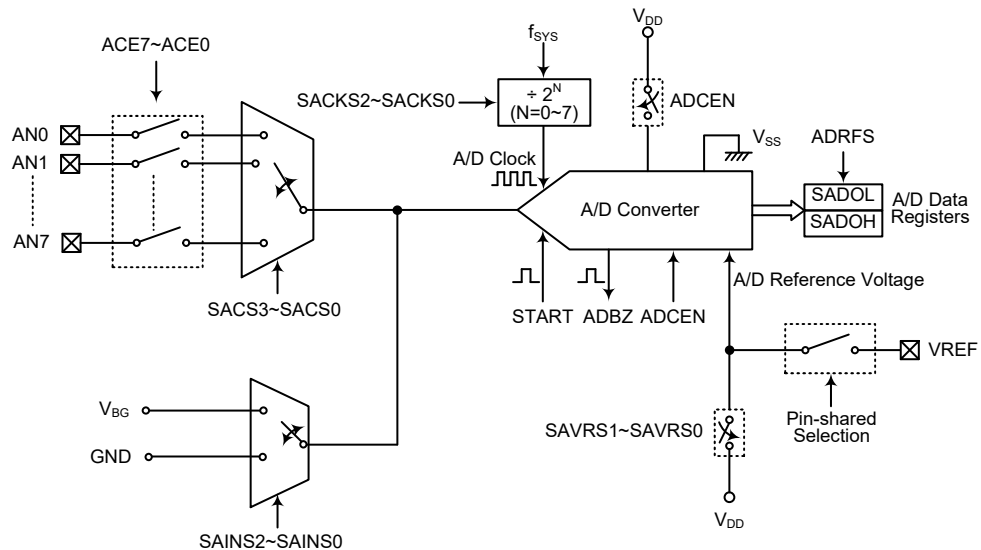 ACE7~ACE0
AN0
AN1
AN7
SACS3~SACS0
fSYS
÷ 2^N
(N=0~7)
SACKS2~SACKS0
A/D Clock
VDD
ADCEN
VSS
A/D Converter
ADRFS
SADOL
SADOH
A/D Data
Registers
START
ADBZ
ADCEN
A/D Reference Voltage
VREF
Pin-shared
Selection
SAVRS1~SAVRS0
VDD
VBG
GND
SAINS2~SAINS0